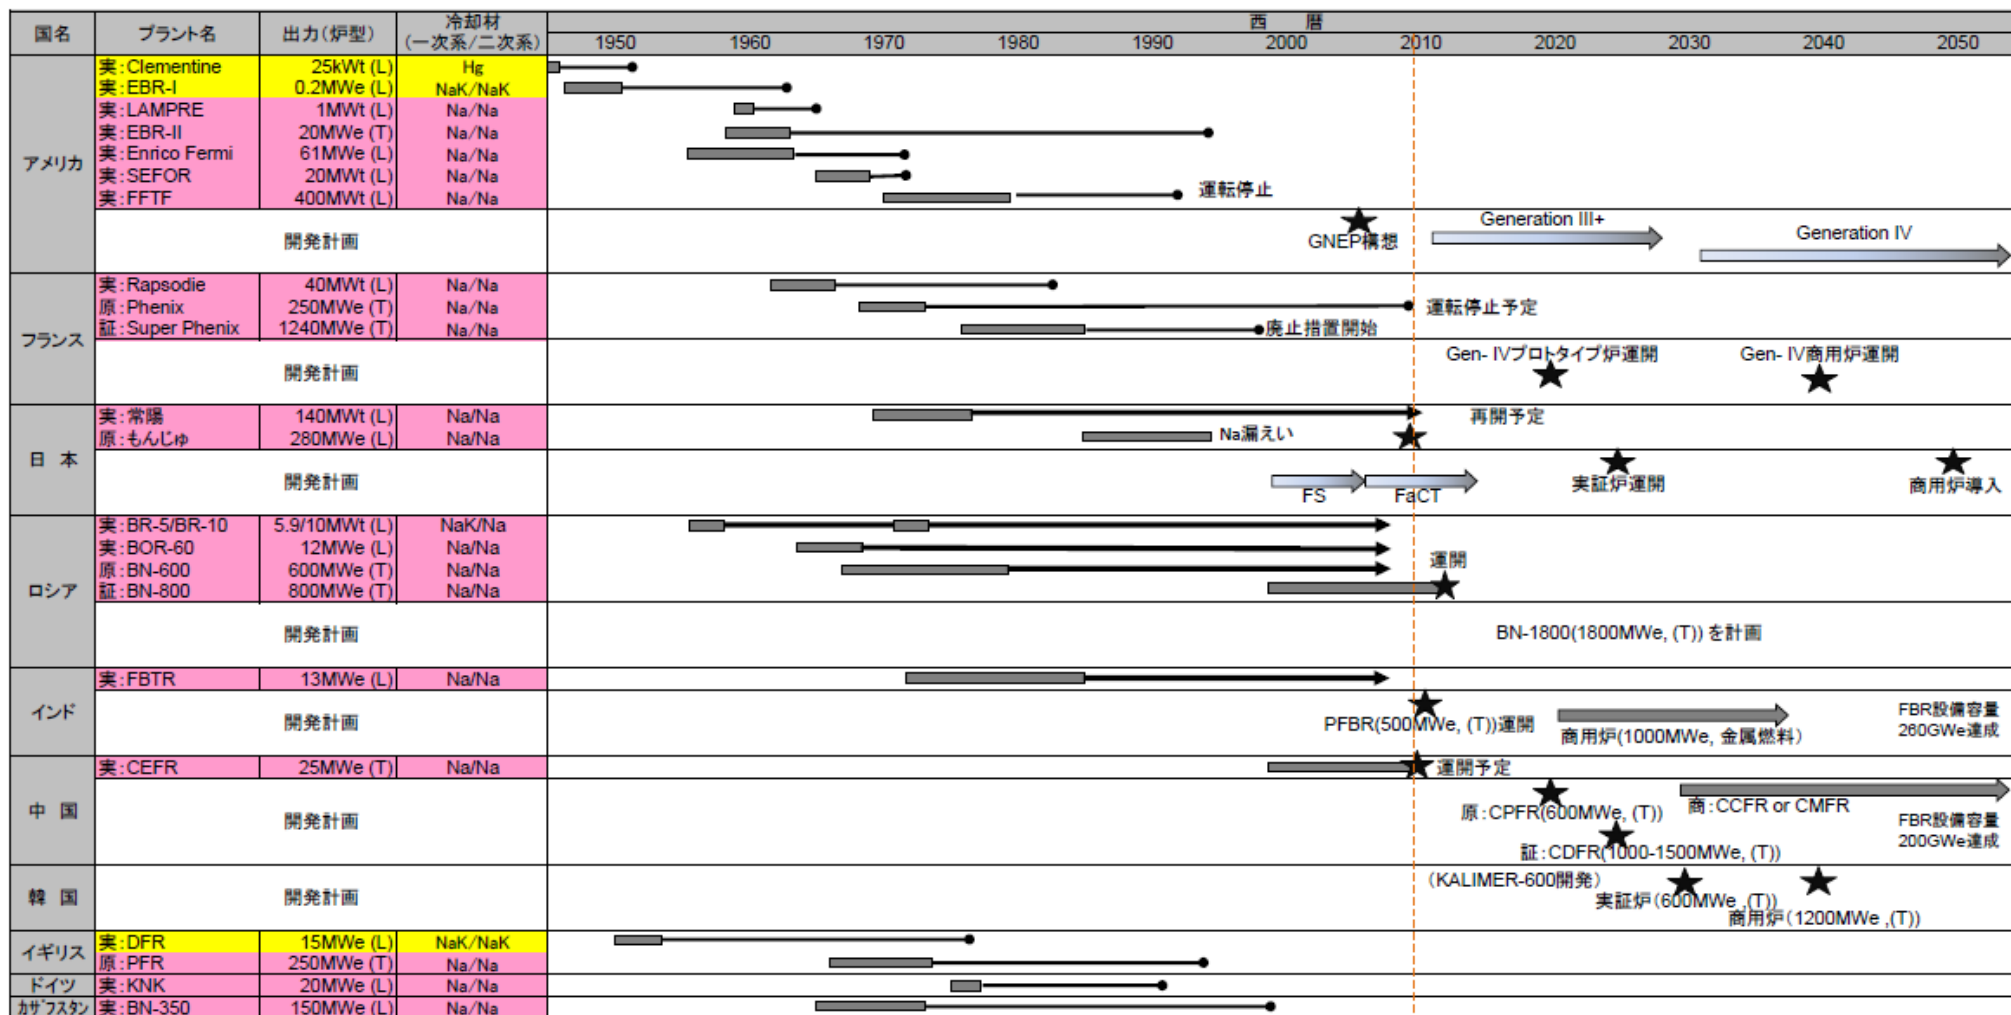 国名 プラント名 出力(炉型) 冷却材 西 暦
(一次系/二次系) 1950 1960 1970 1980 1990 2000 2010 2020 2030 2040 2050
アメリカ
実:Clementine 25kWt (L) Hg
実:EBR-I 0.2MWe (L) NaK/NaK
実:LAMPRE 1MWt (L) Na/Na
実:EBR-II 20MWe (T) Na/Na
実:Enrico Fermi 61MWe (L) Na/Na
実:SEFOR 20MWt (L) Na/Na
実:FFTF 400MWt (L) Na/Na 運転停止
開発計画 GNEP構想 Generation III+ Generation IV
フランス
実:Rapsodie 40MWt (L) Na/Na
原:Phenix 250MWe (T) Na/Na 運転停止予定
証:Super Phenix 1240MWe (T) Na/Na 廃止措置開始
開発計画 Gen- IVプロトタイプ炉運開 Gen- IV商用炉運開
日 本
実:常陽 140MWt (L) Na/Na 再開予定
原:もんじゅ 280MWe (L) Na/Na Na漏えい
開発計画 FS FaCT 実証炉運開 商用炉導入
ロシア
実:BR-5/BR-10 5.9/10MWt (L) NaK/Na
実:BOR-60 12MWe (L) Na/Na
原:BN-600 600MWe (T) Na/Na 運開
証:BN-800 800MWe (T) Na/Na
開発計画 BN-1800(1800MWe, (T)) を計画
インド
実:FBTR 13MWe (L) Na/Na
開発計画 PFBR(500MWe, (T))運開 商用炉(1000MWe, 金属燃料) FBR設備容量
260GWe達成
中 国
実:CEFR 25MWe (T) Na/Na 運開予定
開発計画 原:CPFR(600MWe, (T)) 商:CCFR or CMFR FBR設備容量
200GWe達成
証:CDFR(1000-1500MWe, (T))
韓 国
開発計画 (KALIMER-600開発)
実証炉(600MWe ,(T))
商用炉(1200MWe ,(T))
イギリス
実:DFR 15MWe (L) NaK/NaK
原:PFR 250MWe (T) Na/Na
ドイツ 実:KNK 20MWe (L) Na/Na
カザフスタン 実:BN-350 150MWe (L) Na/Na